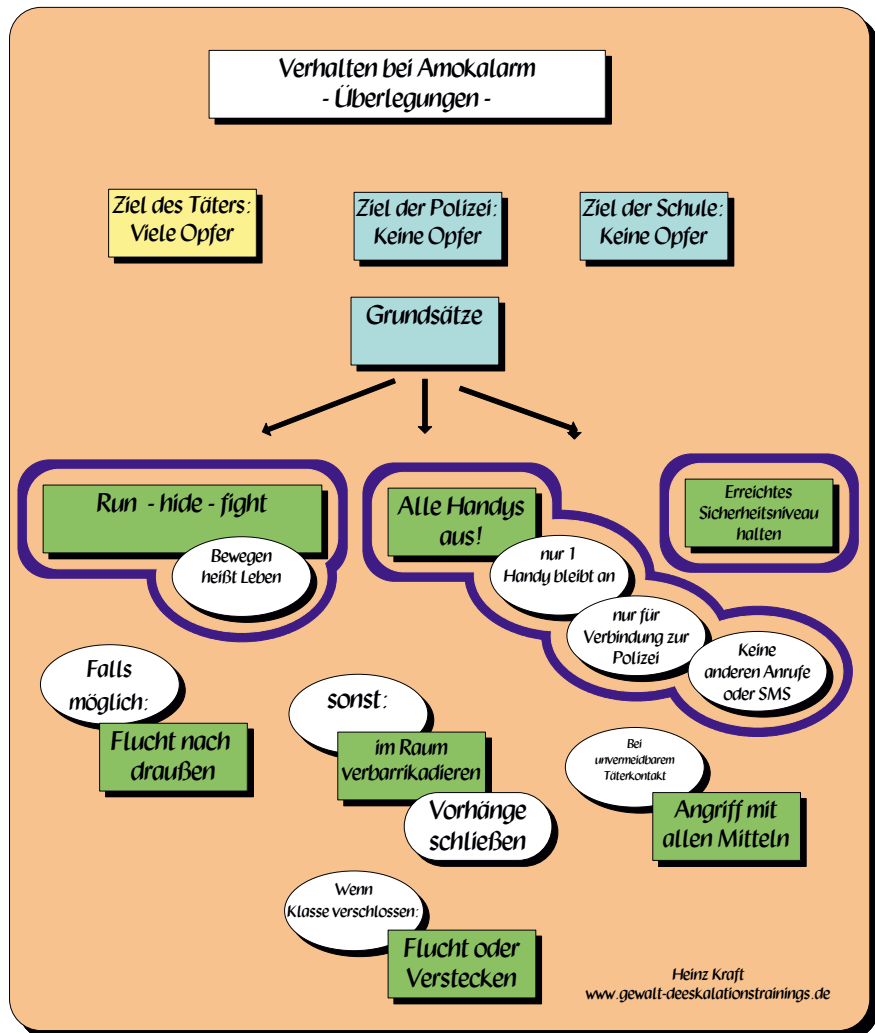 Verhalten bei Amokalarm
- Überlegungen -
Ziel des Täters:
Viele Opfer
Ziel der Polizei:
Keine Opfer
Ziel der Schule:
Keine Opfer
Grundsätze
Run - hide - fight
Bewegen
heißt Leben
Alle Handys
aus!
nur 1
Handy bleibt an
nur für
Verbindung zur
Polizei
Keine
anderen Anrufe
oder SMS
Erreichtes
Sicherheitsniveau
halten
Falls
möglich:
Flucht nach
draußen
sonst:
im Raum
verbarrikadieren
Vorhänge
schließen
Bei
unvermeidbarem
Täterkontakt
Angriff mit
allen Mitteln
Wenn
Klasse verschlossen:
Flucht oder
Verstecken
Heinz Kraft
www.gewalt-deeskalationstrainings.de